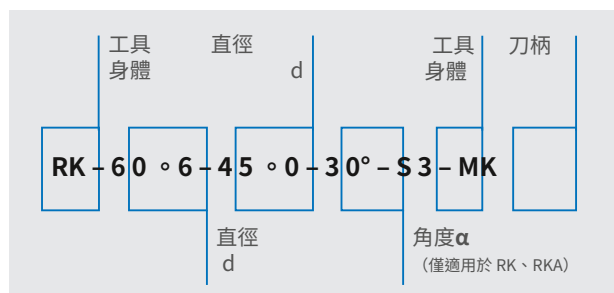 工具
身體
直徑
d
工具
身體
刀柄
RK – 6 0 。6 – 4 5 。0 – 3 0° – S 3 – MK
直徑
d
角度α
（僅適用於 RK、RKA）